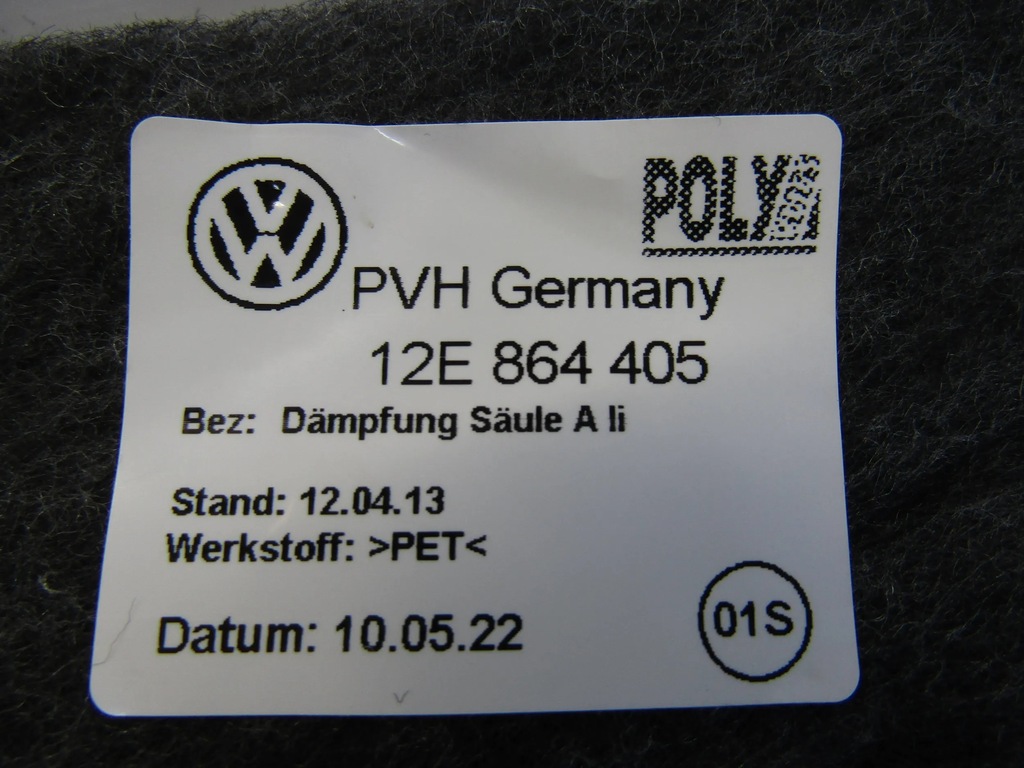 POLY
PVH Germany
12E 864 405
Bez: Dämpfung Säule A li
Stand: 12.04.13
Werkstoff: >PET<
Datum: 10.05.22
01S